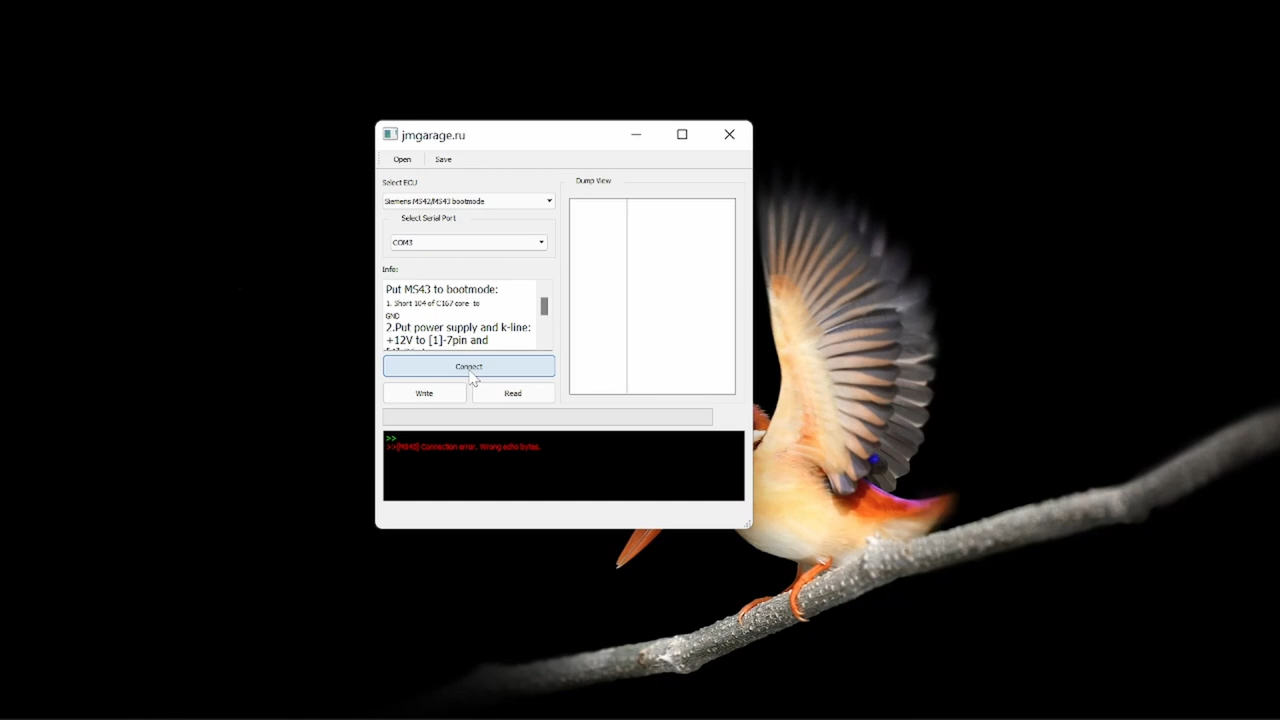 jmgarage.ru
Open Save
Select ECU
Siemens MS42/MS43 bootmode
Select Serial Port
COM3
Info:
Put MS43 to bootmode:
1. Short 104 of C167 core to
GND
2.Put power supply and k-line:
+12V to [1]-7pin and
Connect
Write Read
Dump View
>>
>>[MS43] Connection error. Wrong echo bytes.